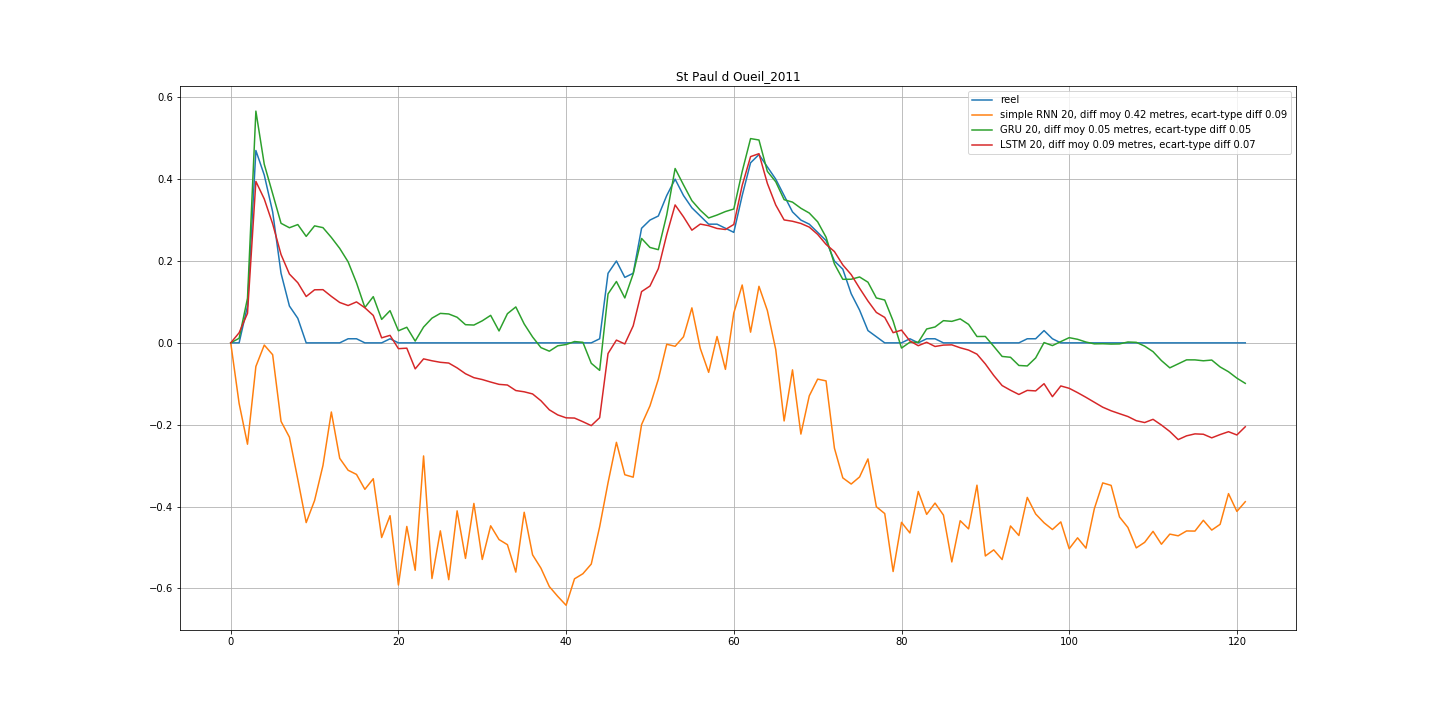 St Paul d Oueil_2011
reel
simple RNN 20, diff moy 0.42 metres, ecart-type diff 0.09
GRU 20, diff moy 0.05 metres, ecart-type diff 0.05
LSTM 20, diff moy 0.09 metres, ecart-type diff 0.07
0.6
0.4
0.2
0.0
−0.2
−0.4
−0.6
0 20 40 60 80 100 120